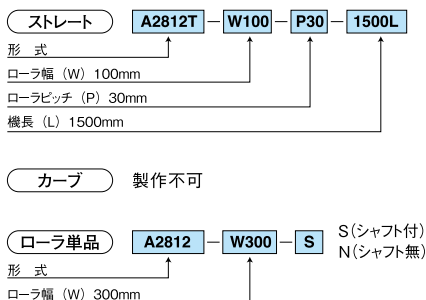 ストレート A2812T － W100 － P30 － 1500L
形 式
ローラ幅（W）100mm
ローラピッチ（P）30mm
機長（L）1500mm
カーブ 製作不可
ローラ単品 A2812 － W300 － S S（シャフト付）
N（シャフト無）
形 式
ローラ幅（W）300mm